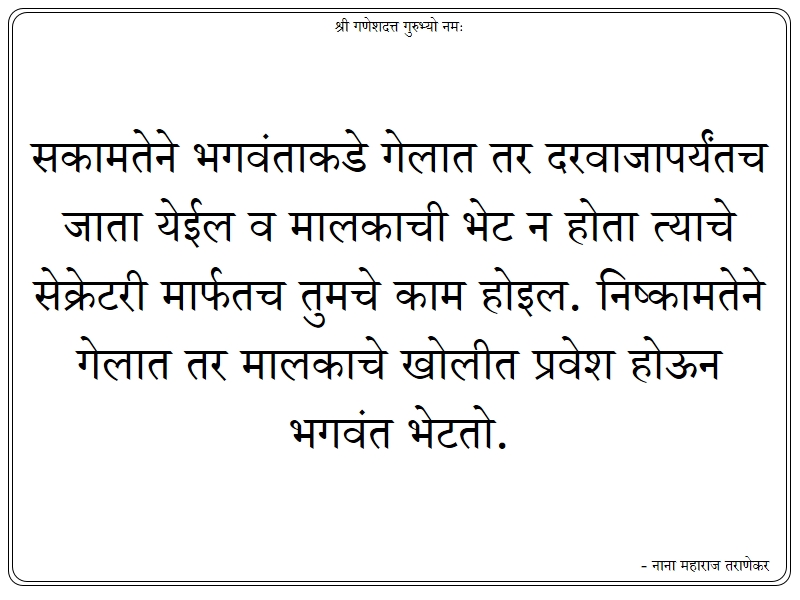 श्री गणेशदत्त गुरुभ्यो नमः
सकामतेने भगवंताकडे गेलात तर दरवाजापर्यंतच
जाता येईल व मालकाची भेट न होता त्याचे
सेक्रेटरी मार्फतच तुमचे काम होइल. निष्कामतेने
गेलात तर मालकाचे खोलीत प्रवेश होऊन
भगवंत भेटतो.
- नाना महाराज तराणेकर